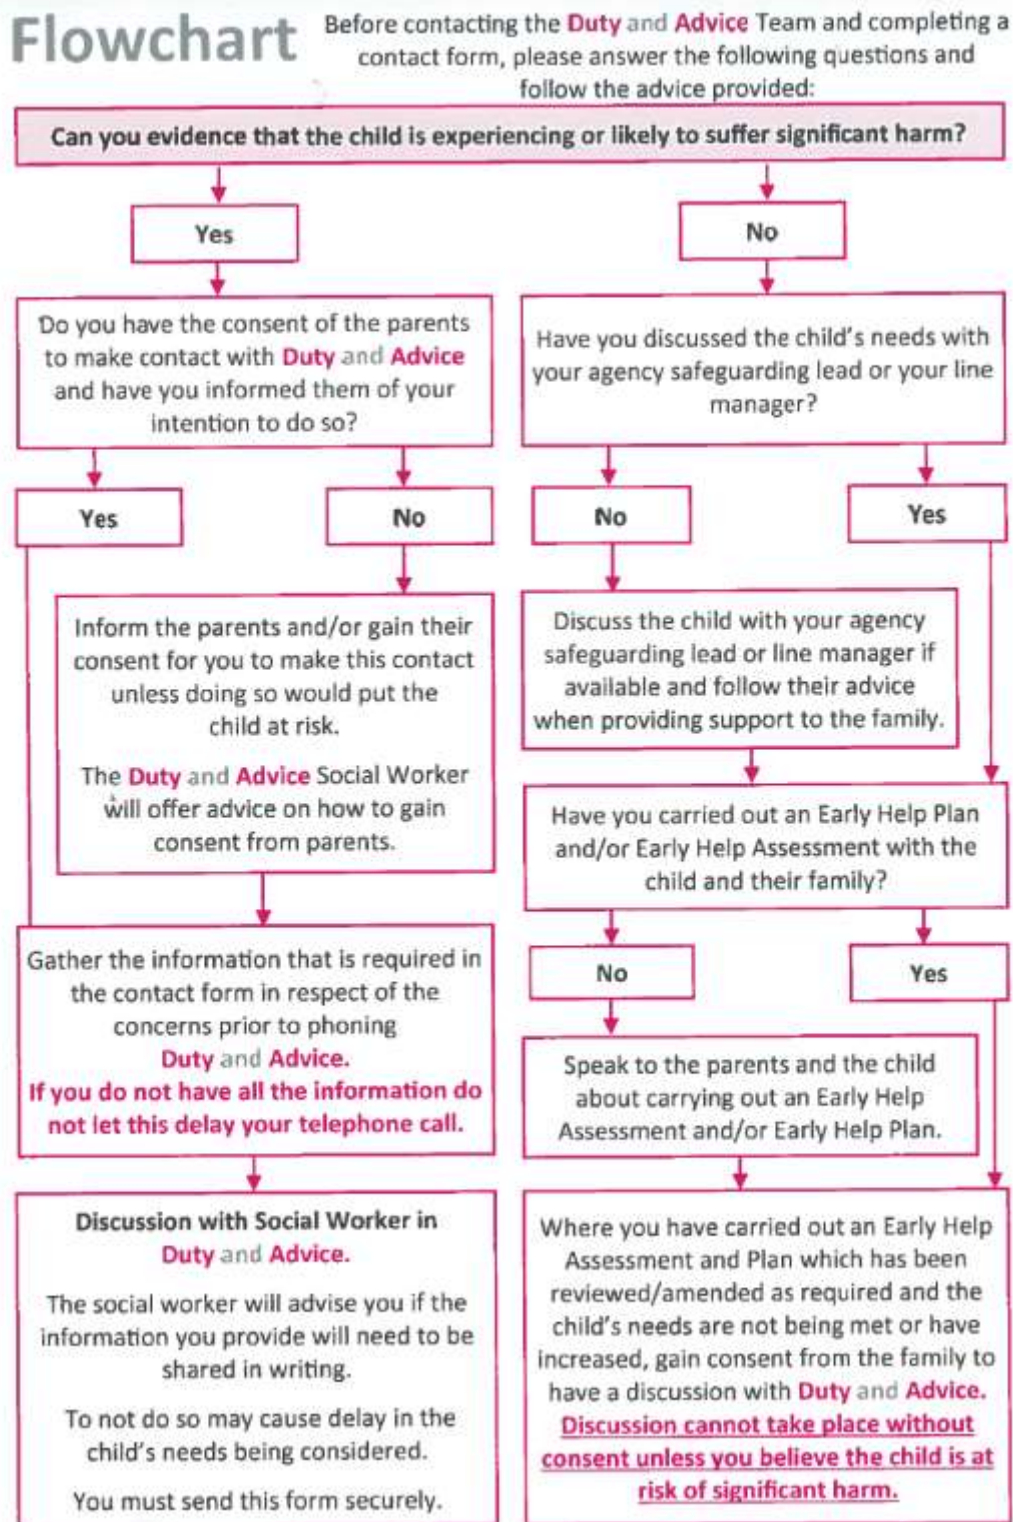 Flowchart
Before contacting the Duty and Advice Team and completing a
contact form, please answer the following questions and
follow the advice provided:
Can you evidence that the child is experiencing or likely to suffer significant harm?
Yes
No
Do you have the consent of the parents
to make contact with Duty and Advice
and have you informed them of your
intention to do so?
Have you discussed the child's needs with
your agency safeguarding lead or your line
manager?
Yes
No
No
Yes
Inform the parents and/or gain their
consent for you to make this contact
unless doing so would put the
child at risk.
The Duty and Advice Social Worker
will offer advice on how to gain
consent from parents.
Discuss the child with your agency
safeguarding lead or line manager if
available and follow their advice
when providing support to the family.
Have you carried out an Early Help Plan
and/or Early Help Assessment with the
child and their family?
Gather the information that is required in
the contact form in respect of the
concerns prior to phoning
Duty and Advice.
If you do not have all the information do
not let this delay your telephone call.
No
Yes
Speak to the parents and the child
about carrying out an Early Help
Assessment and/or Early Help Plan.
Discussion with Social Worker in
Duty and Advice.
The social worker will advise you if the
information you provide will need to be
shared in writing.
To not do so may cause delay in the
child's needs being considered.
You must send this form securely.
Where you have carried out an Early Help
Assessment and Plan which has been
reviewed/amended as required and the
child's needs are not being met or have
increased, gain consent from the family to
have a discussion with Duty and Advice.
Discussion cannot take place without
consent unless you believe the child is at
risk of significant harm.